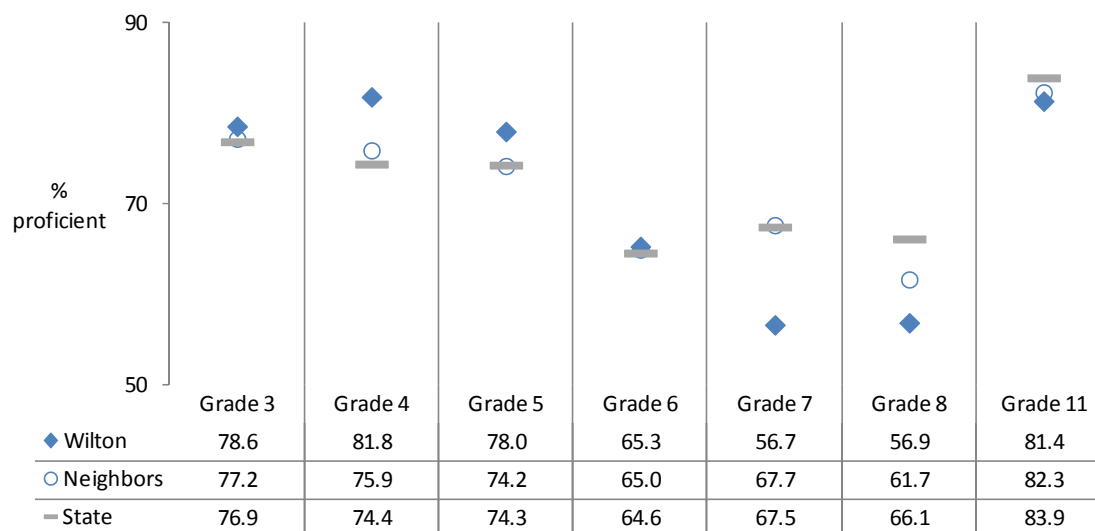 90
70
%
proficient
50
Grade 3 Grade 4 Grade 5 Grade 6 Grade 7 Grade 8 Grade 11
Wilton 78.6 81.8 78.0 65.3 56.7 56.9 81.4
Neighbors 77.2 75.9 74.2 65.0 67.7 61.7 82.3
State 76.9 74.4 74.3 64.6 67.5 66.1 83.9